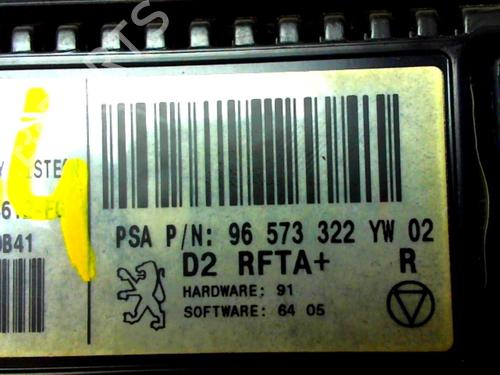 PSA P/N: 96 573 322 YW 02
D2 RFTA+ R
HARDWARE: 91
SOFTWARE: 64 05